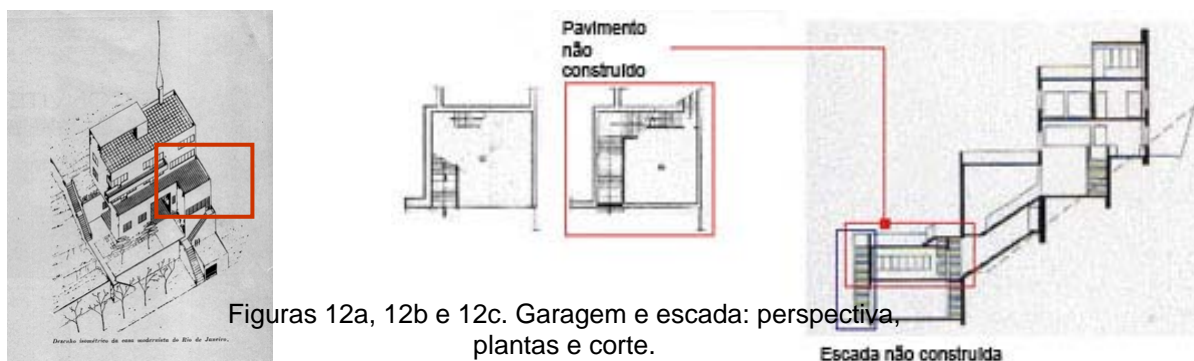 Pavimento
não
construído
Desenho isométrico da casa modernista do Rio de Janeiro.
Figuras 12a, 12b e 12c. Garagem e escada: perspectiva,
plantas e corte.
Escada não construída